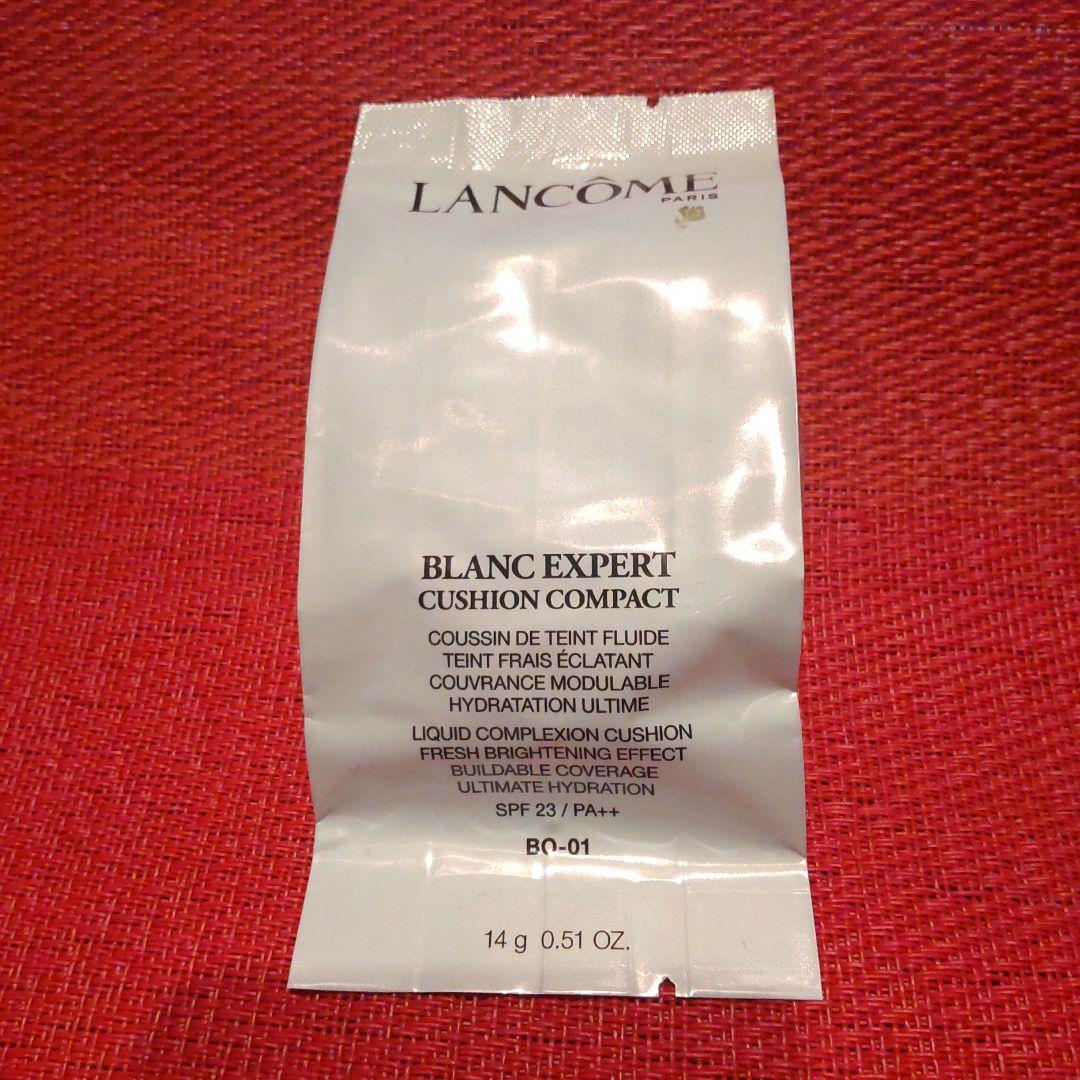 LANCÔME
PARIS
BLANC EXPERT
CUSHION COMPACT
COUSSIN DE TEINT FLUIDE
TEINT FRAIS ÉCLATANT
COUVRANCE MODULABLE
HYDRATATION ULTIME
LIQUID COMPLEXION CUSHION
FRESH BRIGHTENING EFFECT
BUILDABLE COVERAGE
ULTIMATE HYDRATION
SPF 23 / PA++
BO-01
14 g 0.51 OZ.